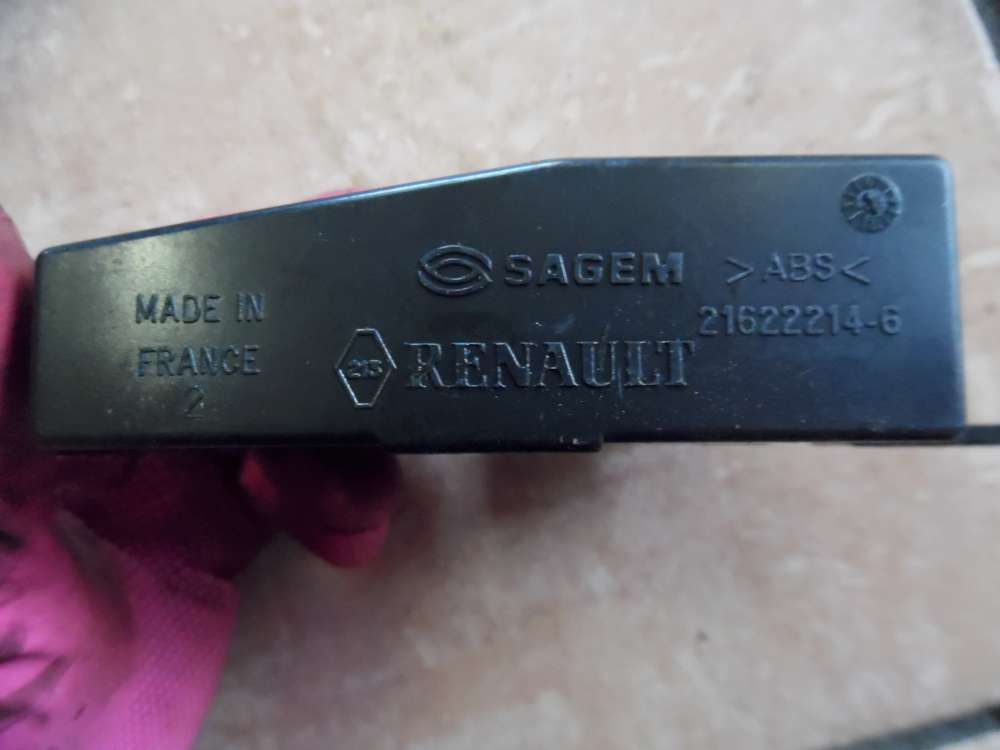 SAGEM
>ABS<
21622214-6
MADE IN
FRANCE
2
RENAULT